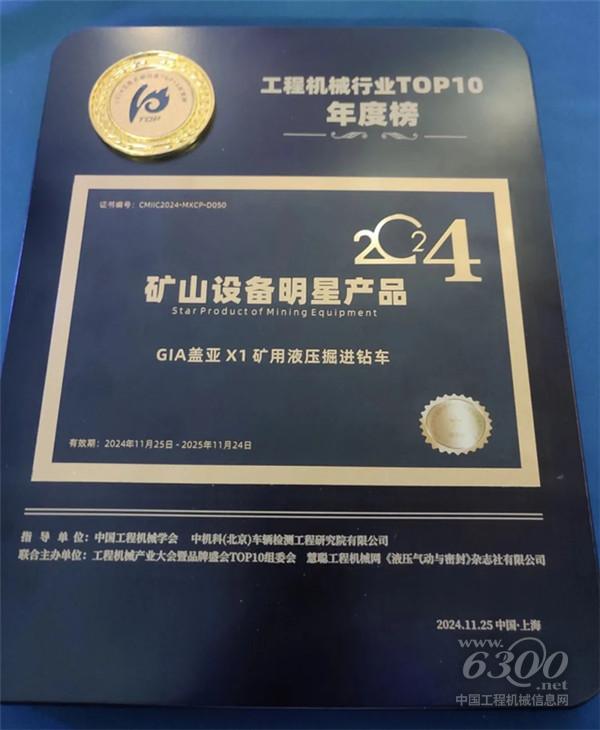 工程机械行业TOP10
年度榜
TOP
证书编号：CMIIC2024-MXCP-D050
2024
矿山设备明星产品
Star Product of Mining Equipment
GIA盖亚 X1 矿用液压掘进钻车
有效期：2024年11月25日 - 2025年11月24日
指 导 单 位：中国工程机械学会 中机科(北京)车辆检测工程研究院有限公司
联合主办单位：工程机械产业大会暨品牌盛会TOP10组委会 慧聪工程机械网《液压气动与密封》杂志社有限公司
2024.11.25 中国·上海
www.
6300
.net
中国工程机械信息网